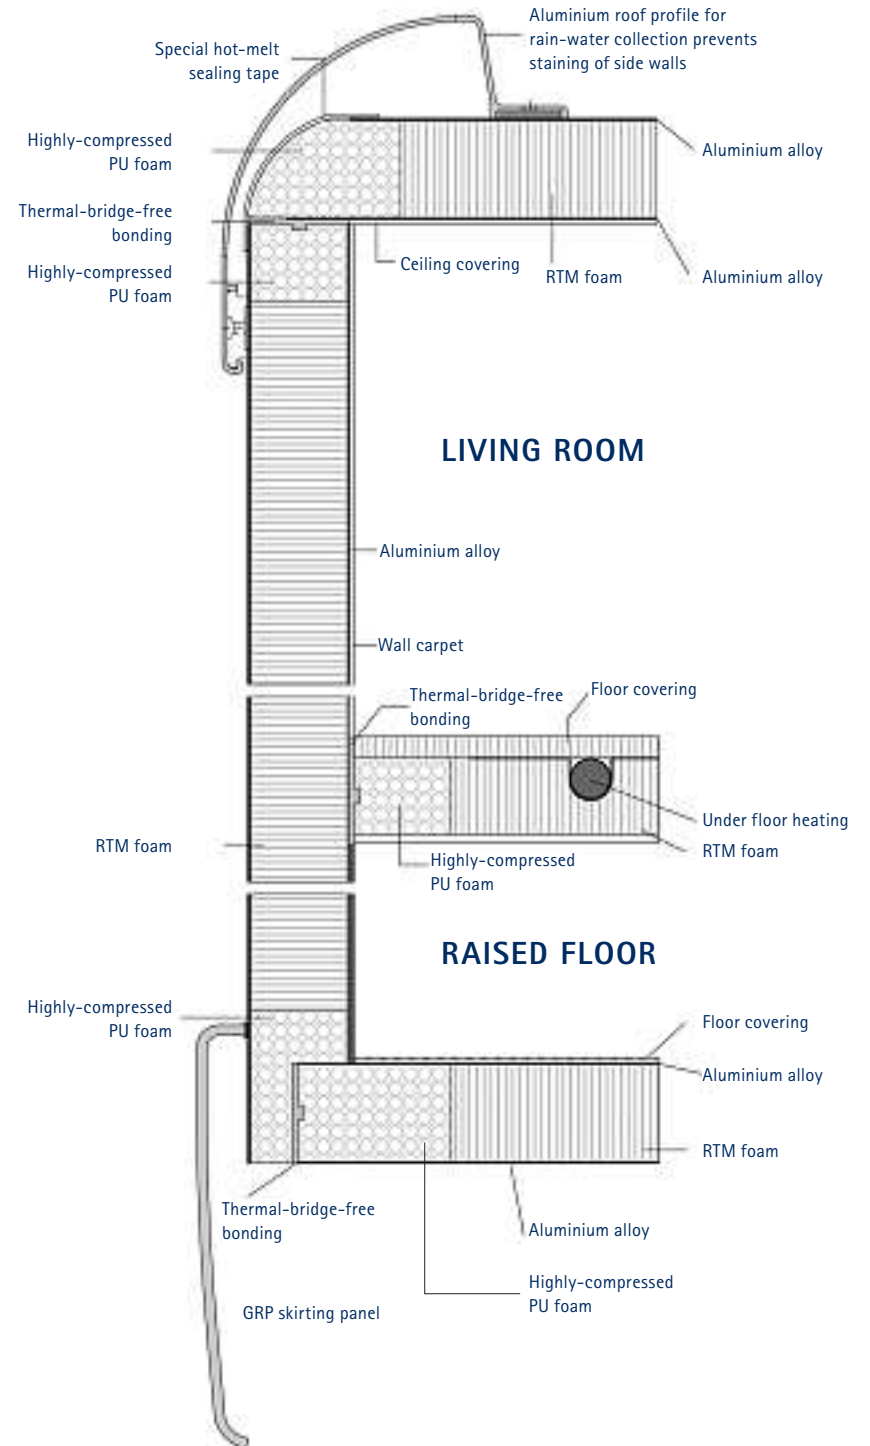 Aluminium roof profile for
rain-water collection prevents
staining of side walls
Special hot-melt
sealing tape
Highly-compressed
PU foam
Aluminium alloy
Thermal-bridge-free
bonding
Ceiling covering
RTM foam
Aluminium alloy
Highly-compressed
PU foam
LIVING ROOM
Aluminium alloy
Wall carpet
Thermal-bridge-free
bonding
Floor covering
Under floor heating
RTM foam
RTM foam
Highly-compressed
PU foam
RAISED FLOOR
Highly-compressed
PU foam
Floor covering
Aluminium alloy
RTM foam
Thermal-bridge-free
bonding
Aluminium alloy
Highly-compressed
PU foam
GRP skirting panel